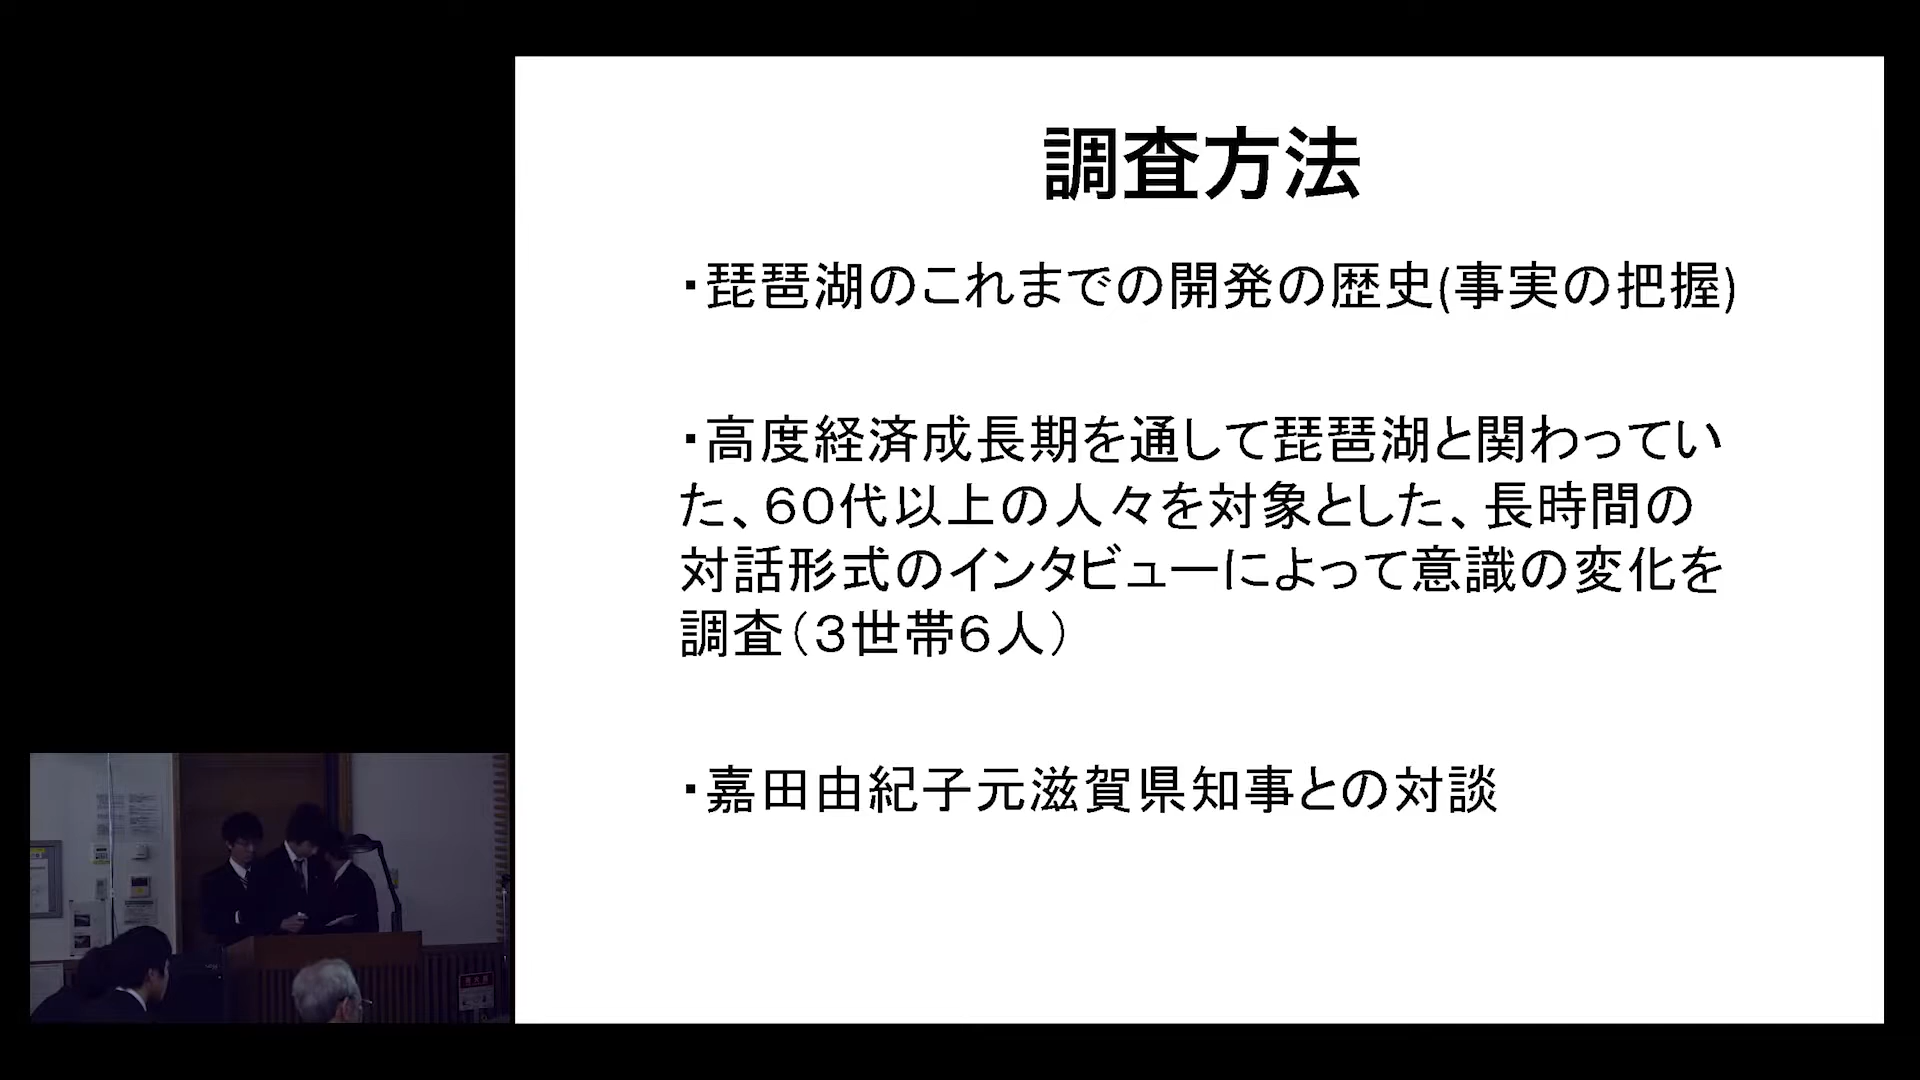 調査方法
・琵琶湖のこれまでの開発の歴史(事実の把握)
・高度経済成長期を通して琵琶湖と関わってい
た、60代以上の人々を対象とした、長時間の
対話形式のインタビューによって意識の変化を
調査（３世帯６人）
・嘉田由紀子元滋賀県知事との対談